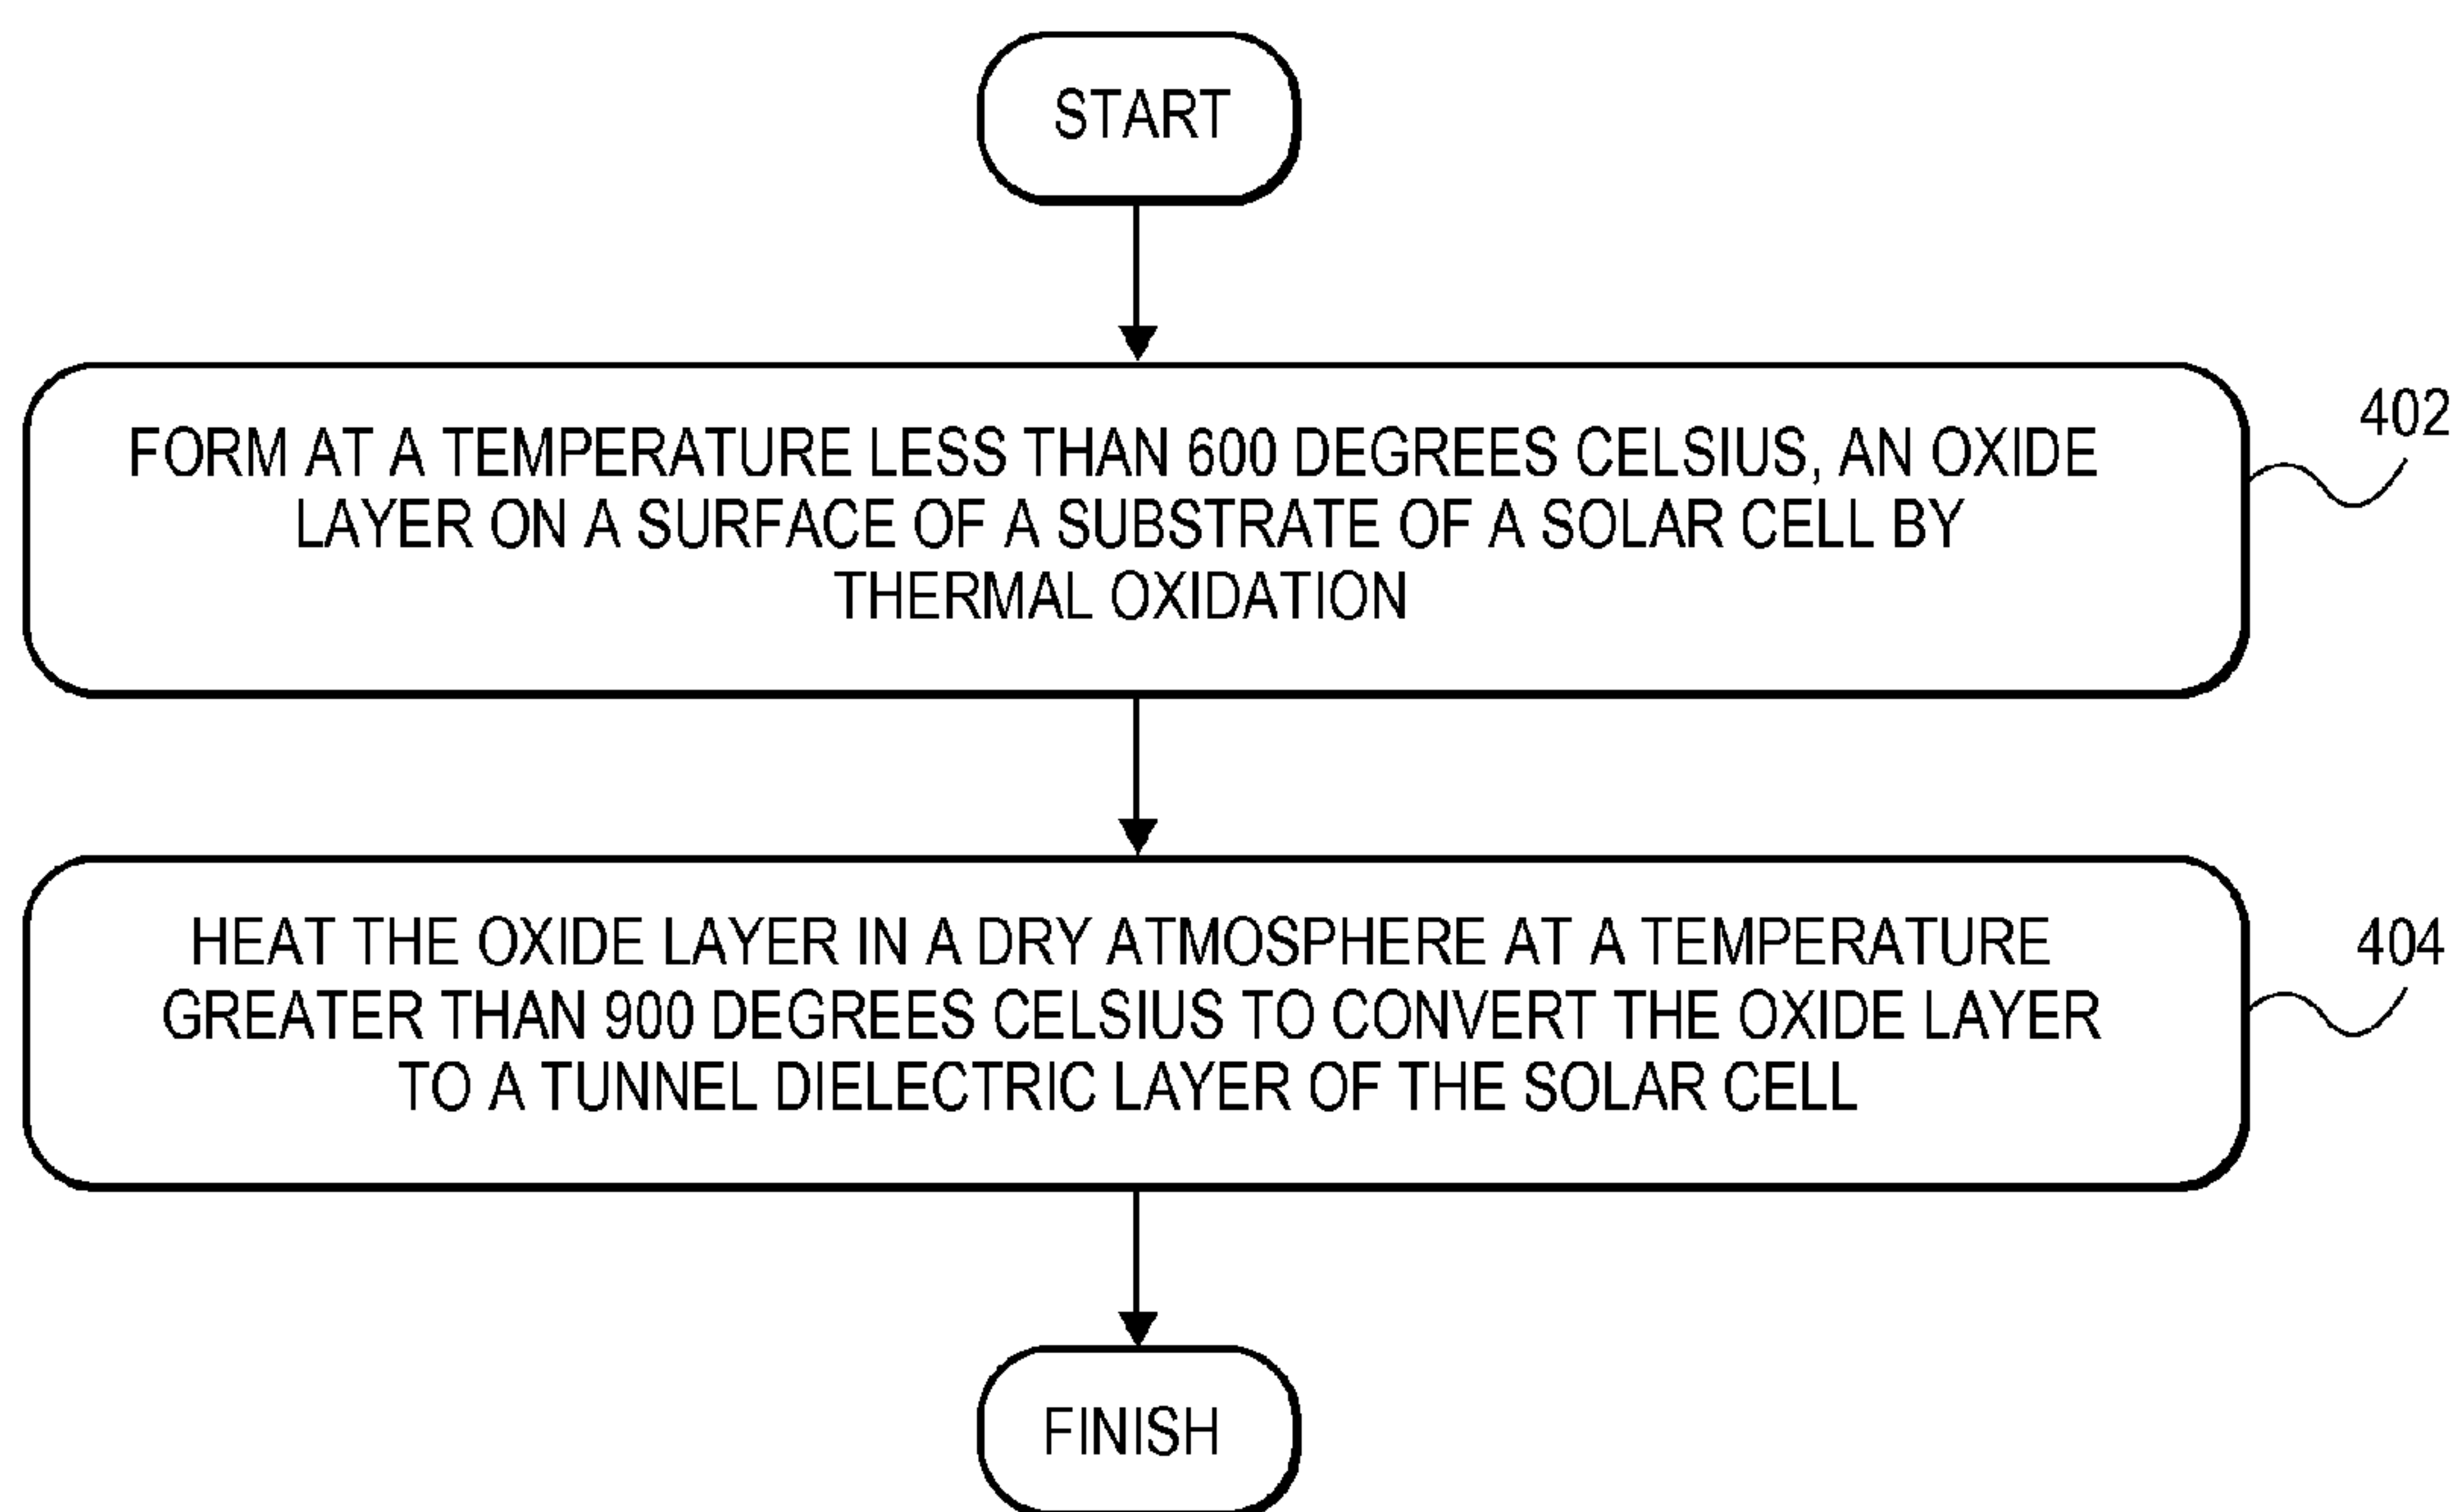 START
FORM AT A TEMPERATURE LESS THAN 600 DEGREES CELSIUS, AN OXIDE
LAYER ON A SURFACE OF A SUBSTRATE OF A SOLAR CELL BY
THERMAL OXIDATION
402
HEAT THE OXIDE LAYER IN A DRY ATMOSPHERE AT A TEMPERATURE
GREATER THAN 900 DEGREES CELSIUS TO CONVERT THE OXIDE LAYER
TO A TUNNEL DIELECTRIC LAYER OF THE SOLAR CELL
404
FINISH